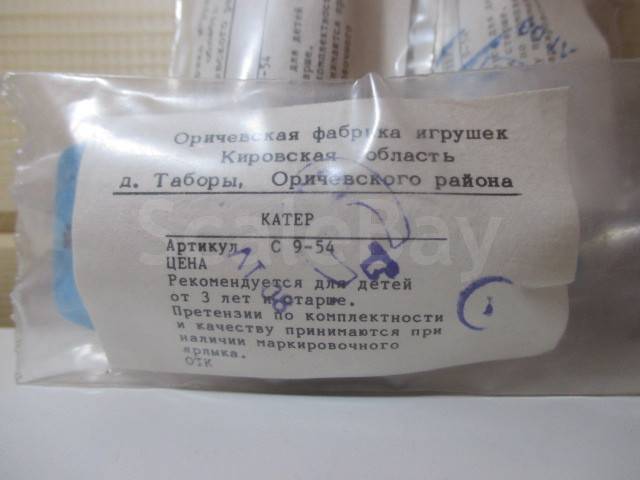 Оричевская фабрика игрушек
Кировская область
д. Таборы, Оричевского района
КАТЕР
Артикул С 9-54
ЦЕНА
Рекомендуется для детей
от 3 лет и старше.
Претензии по комплектности
и качеству принимаются при
наличии маркировочного
ярлыка.
ОТК
ScaleBay